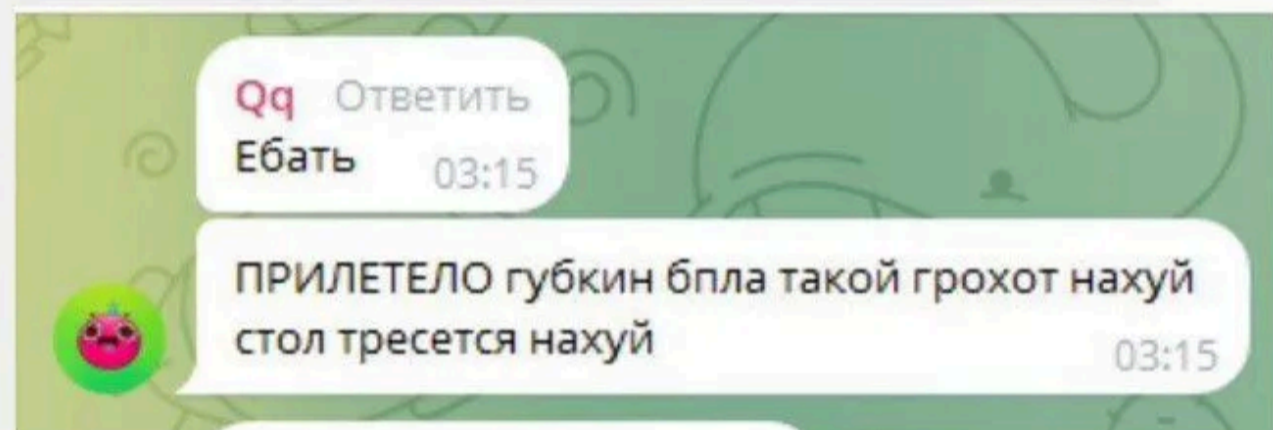 Qq Ответить
Ебать 03:15
ПРИЛЕТЕЛО губкин бпла такой грохот нахуй
стол тресется нахуй 03:15